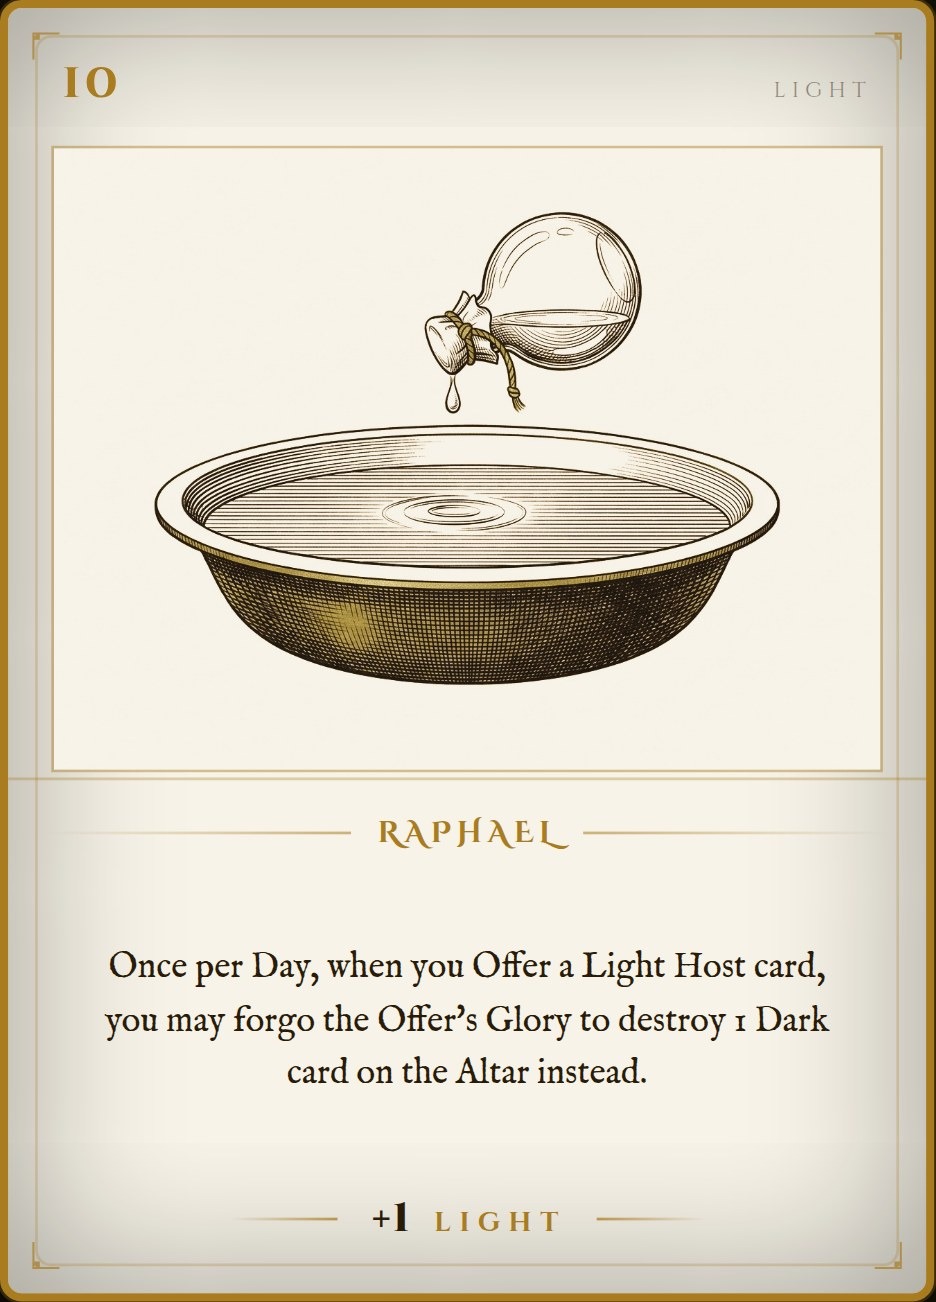 10
LIGHT
RAPHAEL
Once per Day, when you Offer a Light Host card,
you may forgo the Offer's Glory to destroy 1 Dark
card on the Altar instead.
+1 LIGHT